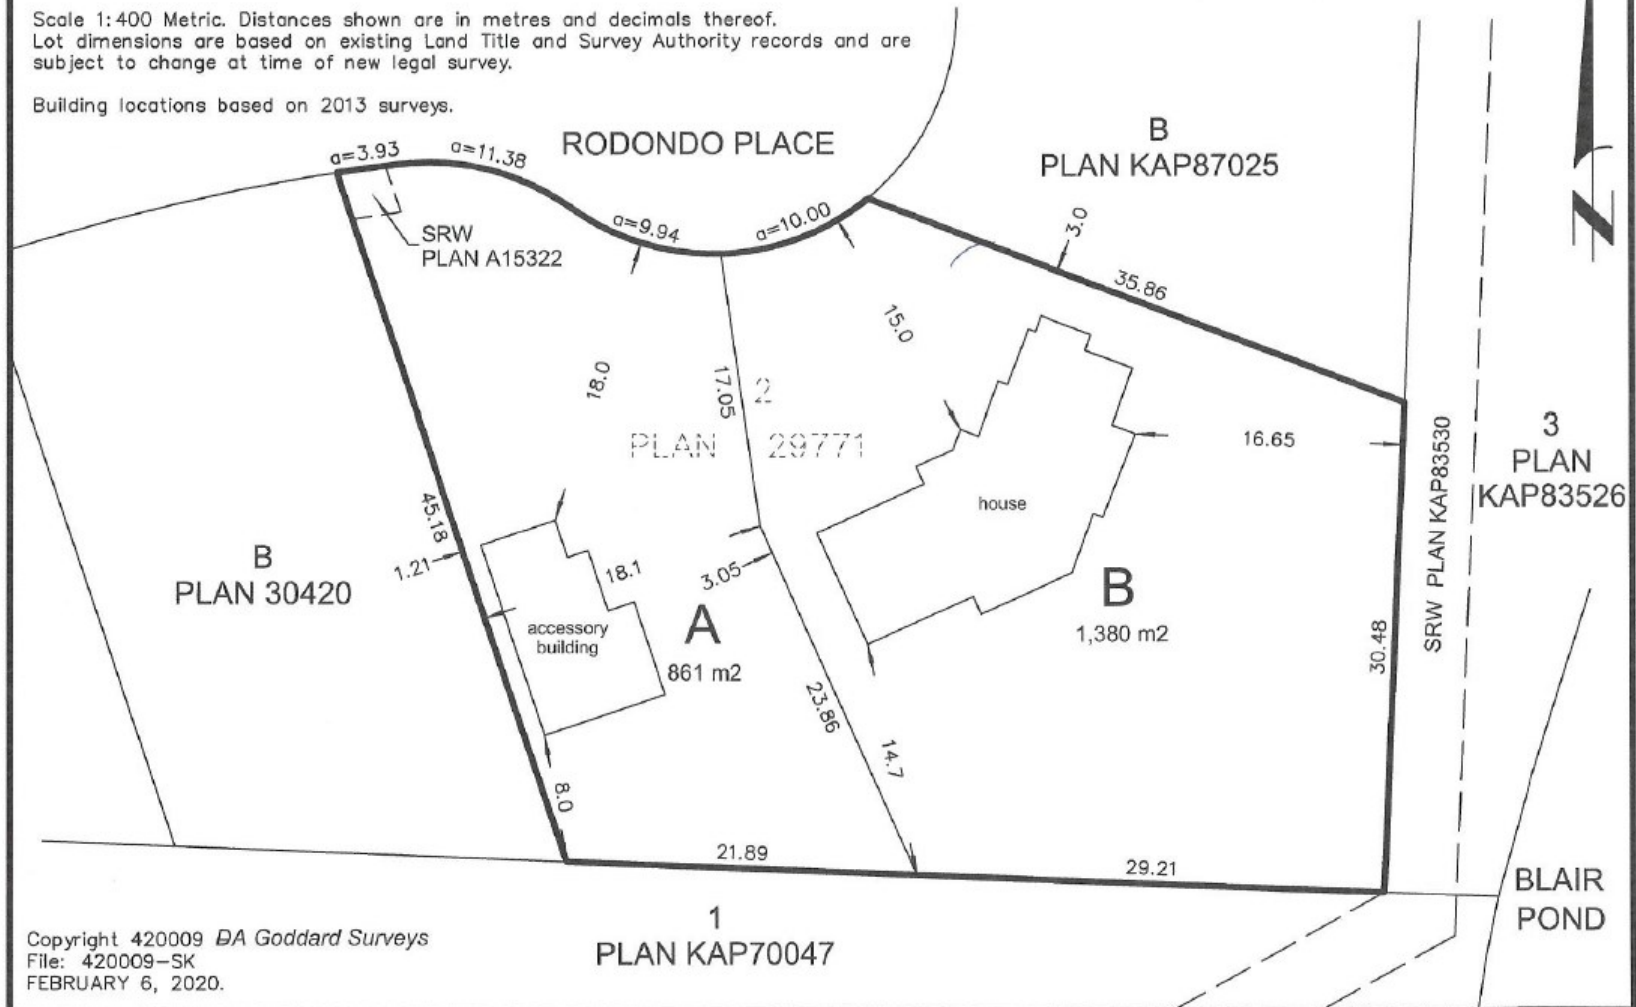 Scale 1:400 Metric. Distances shown are in metres and decimals thereof.
Lot dimensions are based on existing Land Title and Survey Authority records and are
subject to change at time of new legal survey.
Building locations based on 2013 surveys.
RODONDO PLACE
B
PLAN KAP87025
a=3.93
a=11.38
a=9.94
a=10.00
SRW
PLAN A15322
3.0
35.86
15.0
18.0
17.05
2
PLAN 29771
16.65
SRW PLAN KAP83530
3
PLAN
KAP83526
house
45.18
1.21
B
PLAN 30420
18.1
3.05
accessory
building
A
861 m2
B
1,380 m2
30.48
23.86
14.7
8.0
21.89
29.21
BLAIR
POND
1
PLAN KAP70047
Copyright 420009 DA Goddard Surveys
File: 420009-SK
FEBRUARY 6, 2020.
N